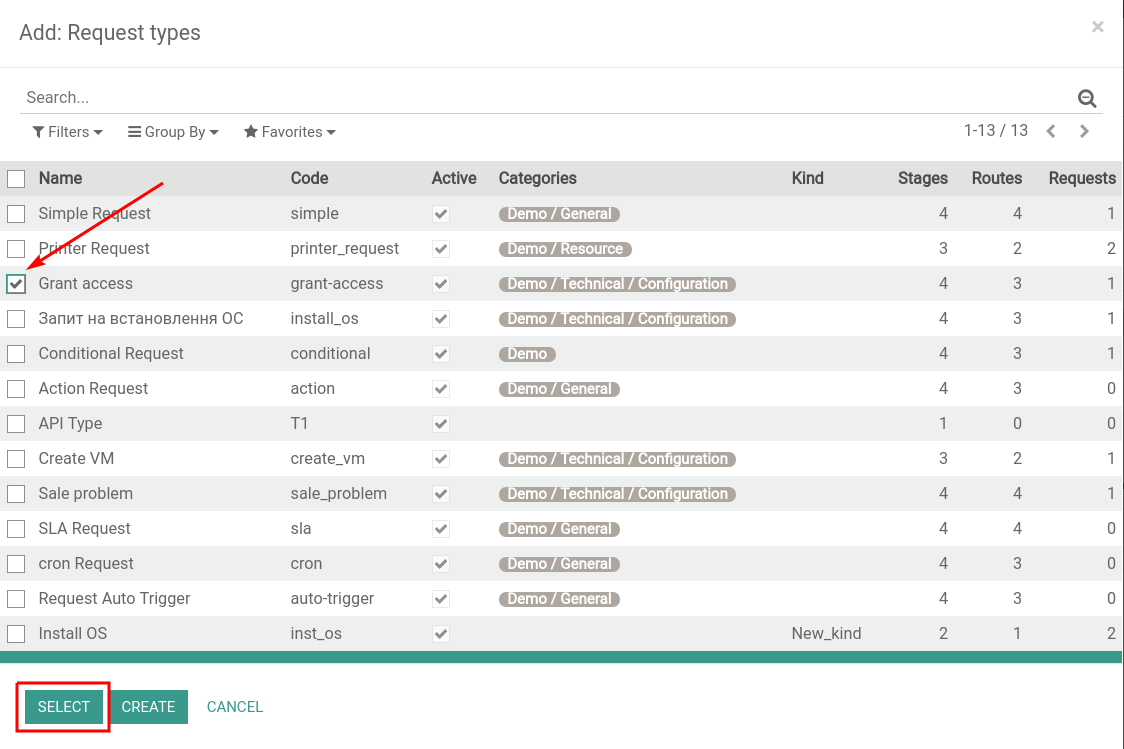 Add: Request types
×
Search...
Filters Group By Favorites 1-13 / 13
Name Code Active Categories Kind Stages Routes Requests
Simple Request simple Demo / General 4 4 1
Printer Request printer_request Demo / Resource 3 2 2
Grant access grant-access Demo / Technical / Configuration 4 3 1
Запит на встановлення ОС install_os Demo / Technical / Configuration 4 3 1
Conditional Request conditional Demo 4 3 1
Action Request action Demo / General 4 3 0
API Type T1 1 0 0
Create VM create_vm Demo / Technical / Configuration 3 2 1
Sale problem sale_problem Demo / Technical / Configuration 4 4 1
SLA Request sla Demo / General 4 4 0
cron Request cron Demo / General 4 3 0
Request Auto Trigger auto-trigger Demo / General 4 3 0
Install OS inst_os New_kind 2 1 2
SELECT CREATE CANCEL